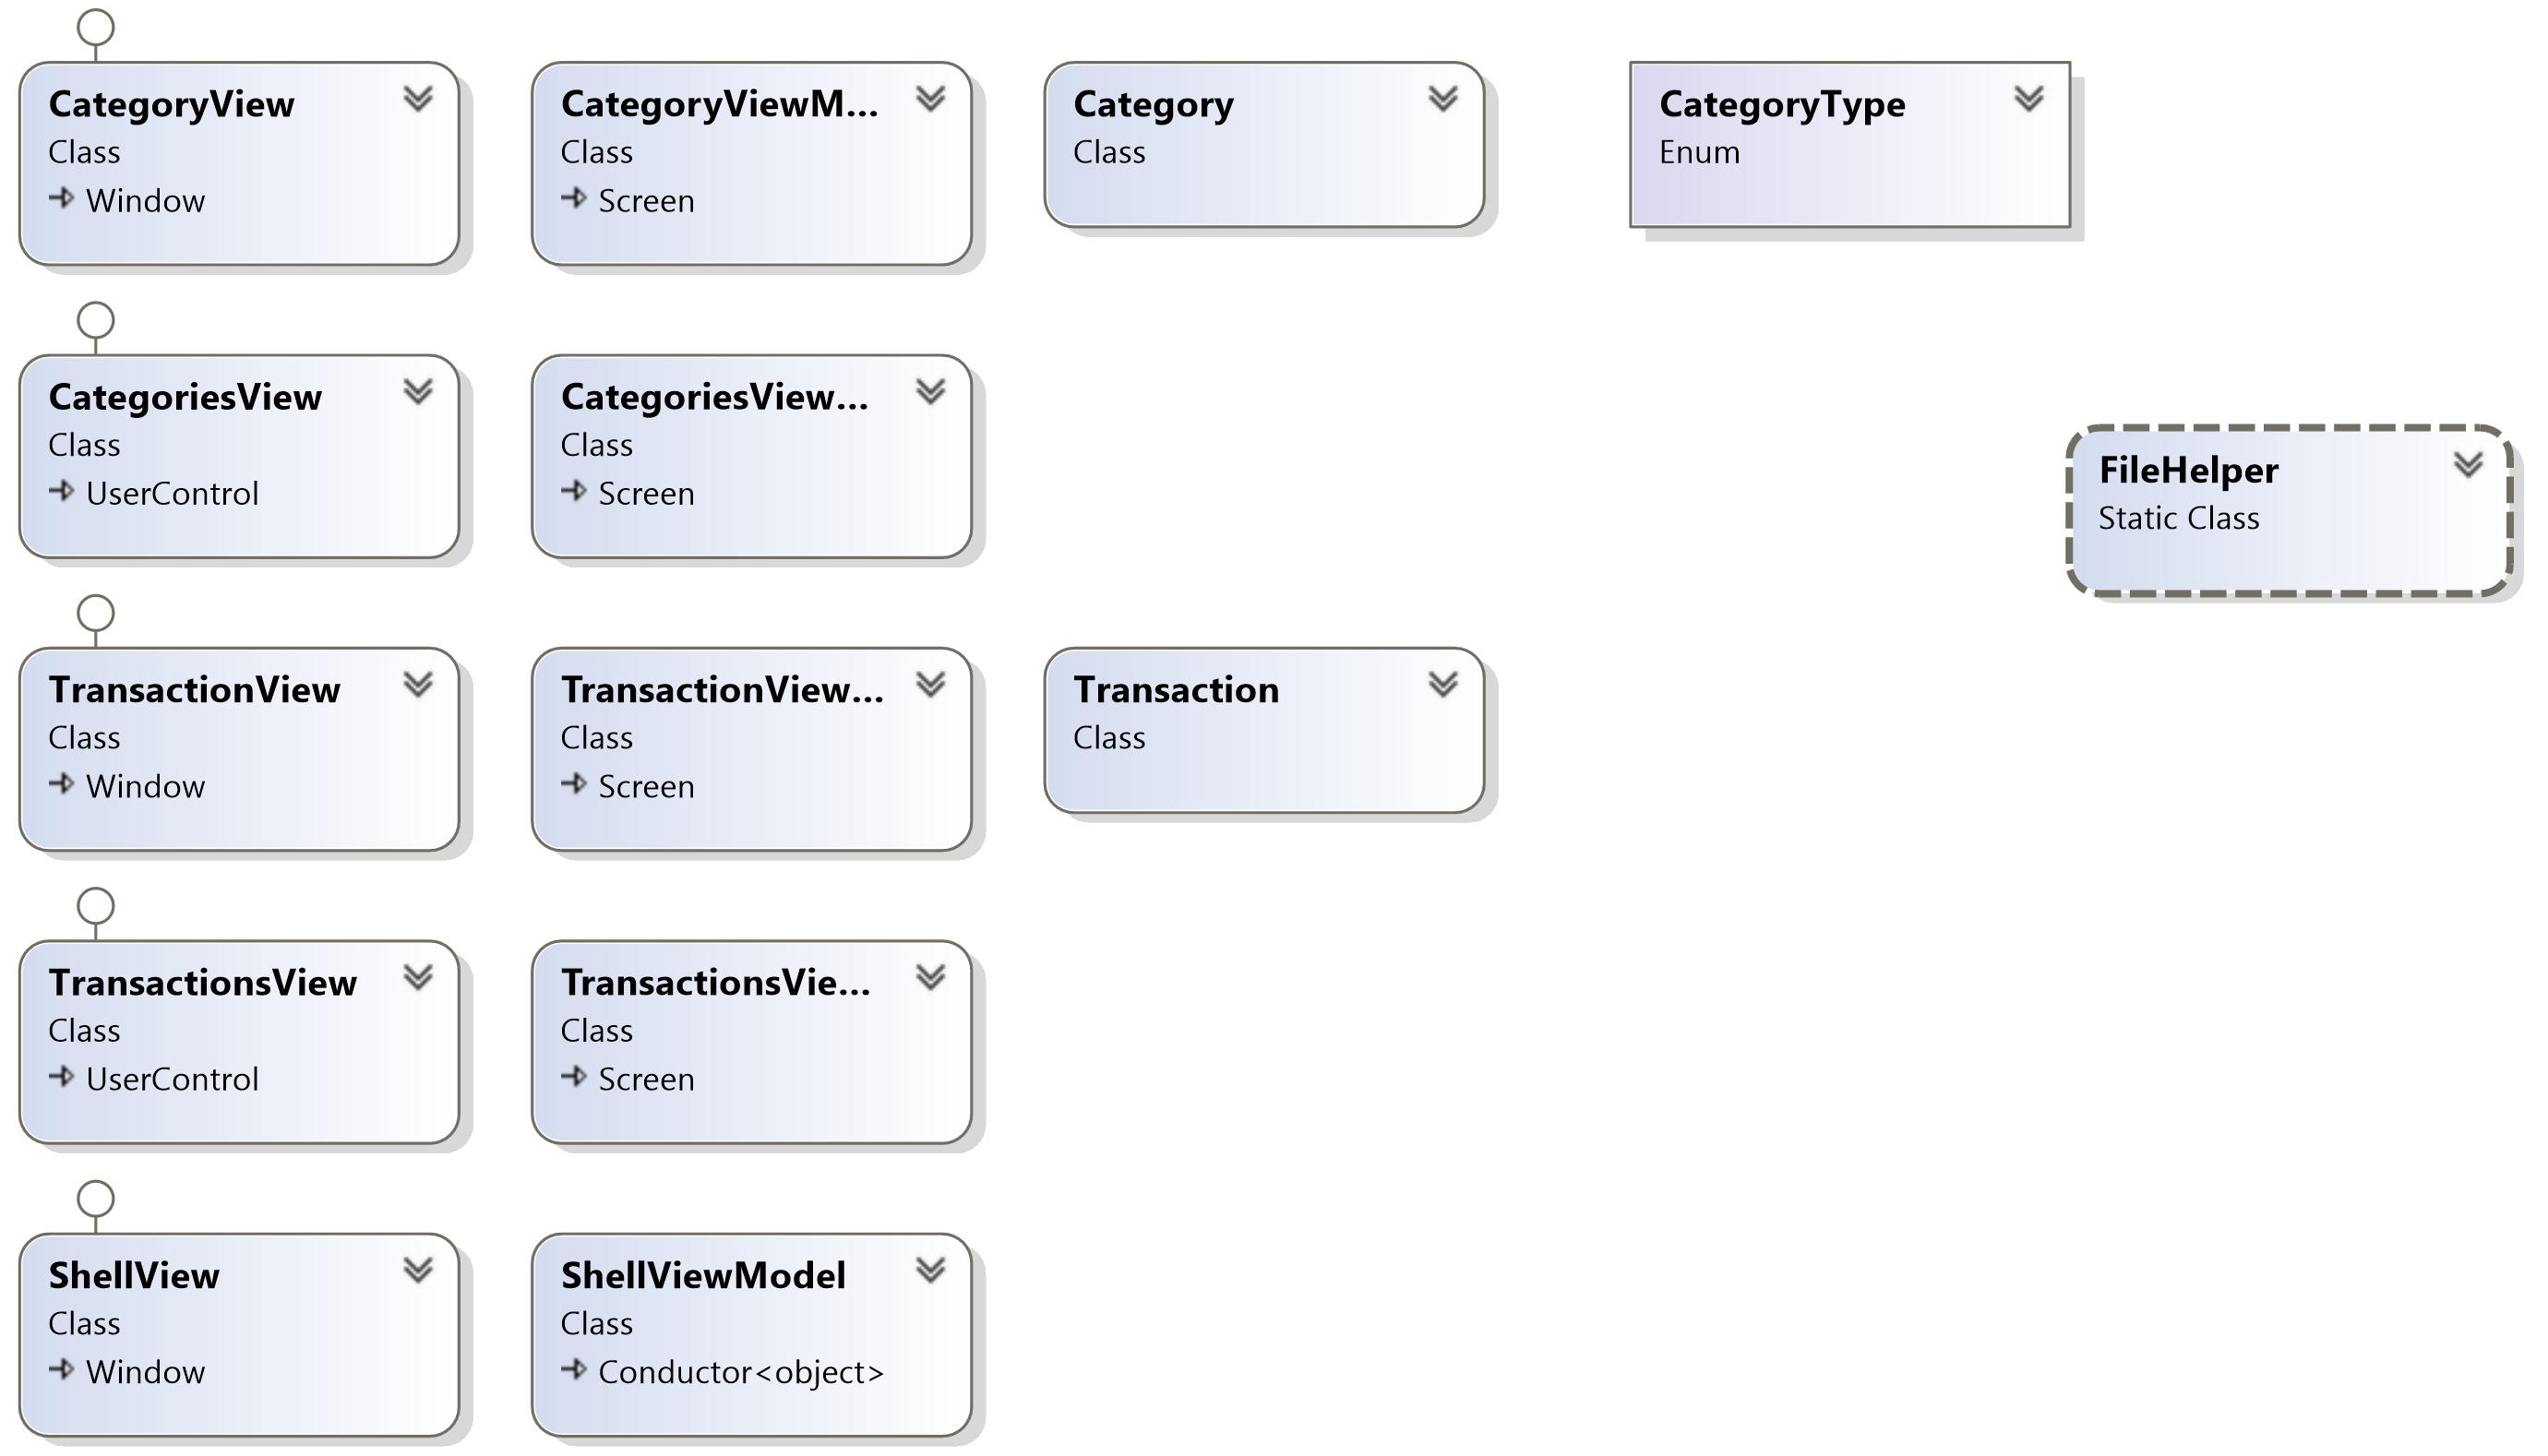 CategoryView
Class
Window
CategoryViewM...
Class
Screen
Category
Class
CategoryType
Enum
CategoriesView
Class
UserControl
CategoriesView...
Class
Screen
FileHelper
Static Class
TransactionView
Class
Window
TransactionView...
Class
Screen
Transaction
Class
TransactionsView
Class
UserControl
TransactionsVie...
Class
Screen
ShellView
Class
Window
ShellViewModel
Class
Conductor<object>